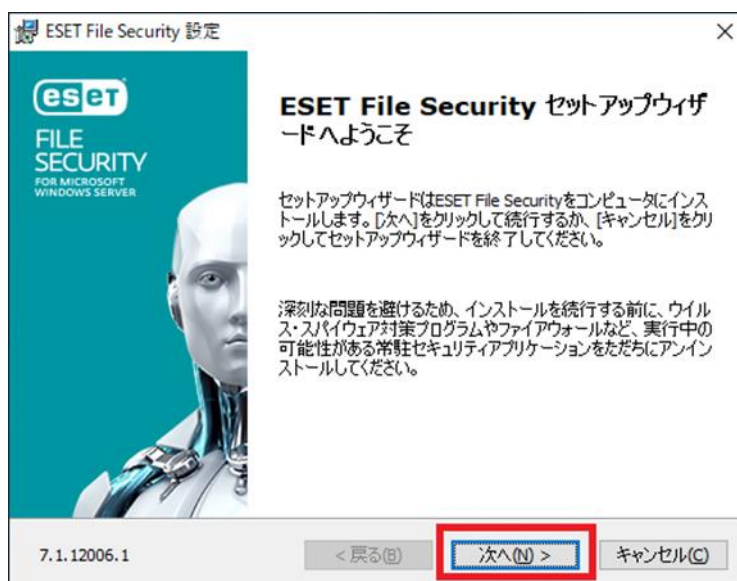 ESET File Security 設定
eset
FILE
SECURITY
FOR MICROSOFT
WINDOWS SERVER
ESET File Security セットアップウィザ
ードへようこそ
セットアップウィザードはESET File Securityをコンピュータにインス
トールします。[次へ]をクリックして続行するか、[キャンセル]をクリ
ックしてセットアップウィザードを終了してください。
深刻な問題を避けるため、インストールを続行する前に、ウイル
ス・スパイウェア対策プログラムやファイアウォールなど、実行中の
可能性がある常駐セキュリティアプリケーションをただちにアンイン
ストールしてください。
7.1.12006.1
< 戻る(B)
次へ(N) >
キャンセル(C)